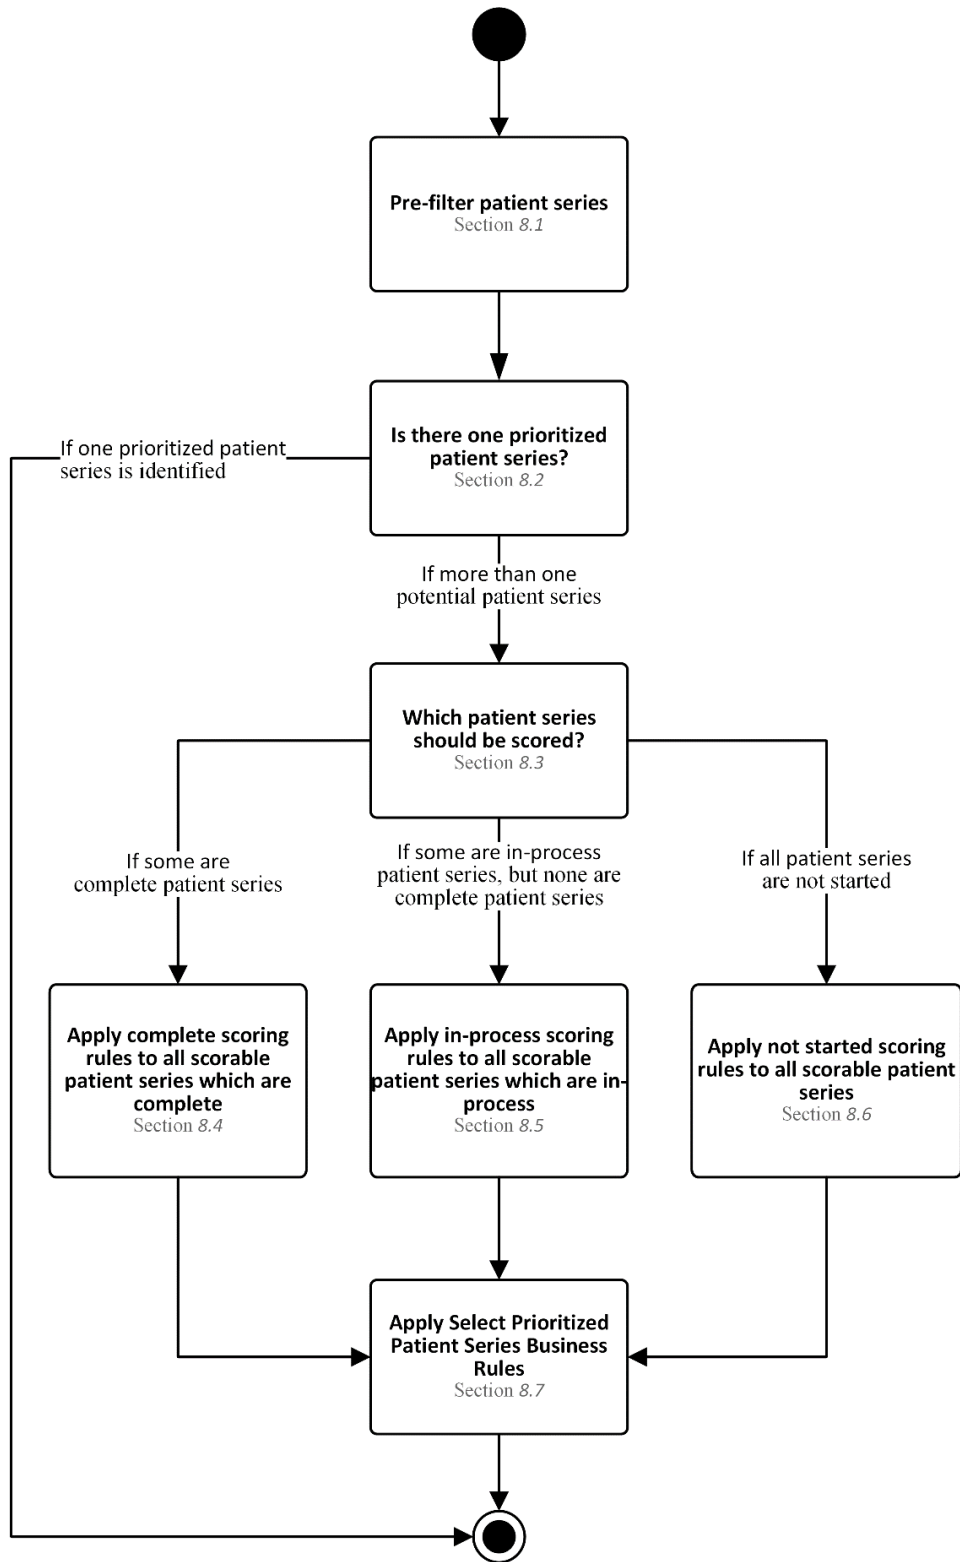 Pre-filter patient series
Section 8.1
Is there one prioritized
patient series?
Section 8.2
If one prioritized patient
series is identified
If more than one
potential patient series
Which patient series
should be scored?
Section 8.3
If some are
complete patient series
If some are in-process
patient series, but none are
complete patient series
If all patient series
are not started
Apply complete scoring
rules to all scorable
patient series which are
complete
Section 8.4
Apply in-process scoring
rules to all scorable
patient series which are in-
process
Section 8.5
Apply not started scoring
rules to all scorable patient
series
Section 8.6
Apply Select Prioritized
Patient Series Business
Rules
Section 8.7